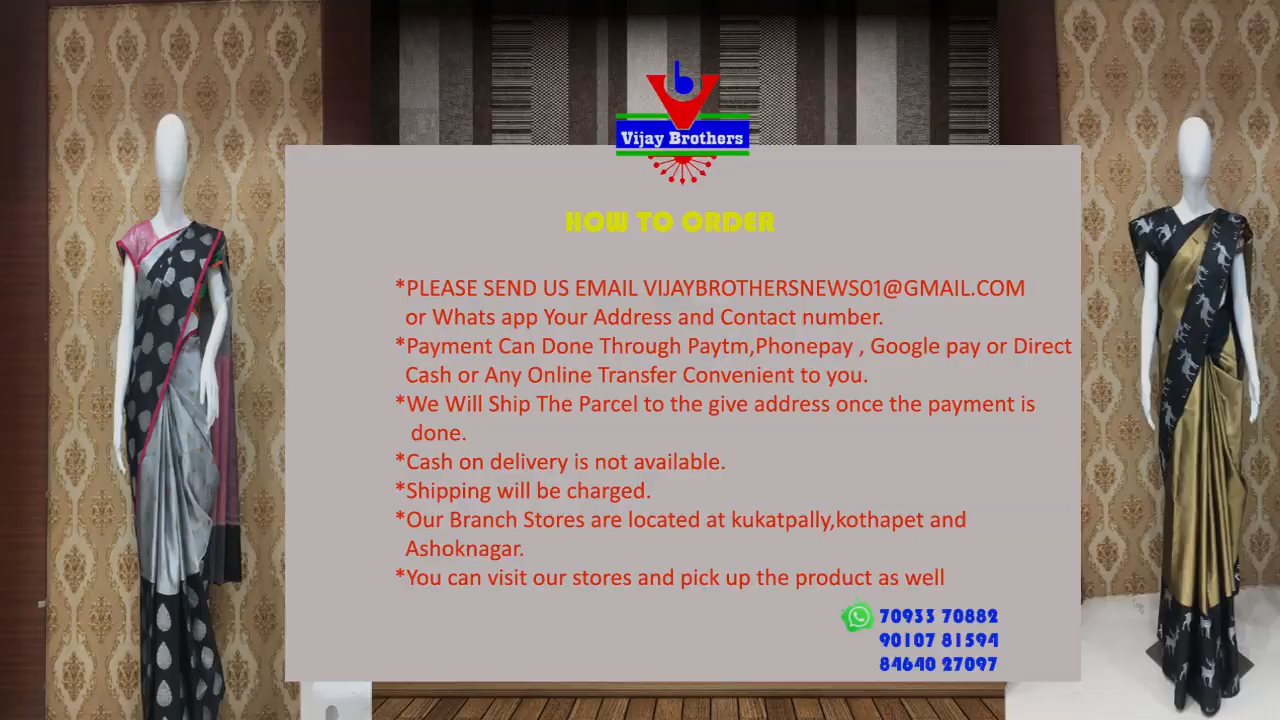 b
Vijay Brothers
HOW TO ORDER
*PLEASE SEND US EMAIL VIJAYBROTHERSNEWS01@GMAIL.COM
or Whats app Your Address and Contact number.
*Payment Can Done Through Paytm,Phonepay , Google pay or Direct
Cash or Any Online Transfer Convenient to you.
*We Will Ship The Parcel to the give address once the payment is
done.
*Cash on delivery is not available.
*Shipping will be charged.
*Our Branch Stores are located at kukatpally,kothapet and
Ashoknagar.
*You can visit our stores and pick up the product as well
70933 70882
90107 81594
84640 27097